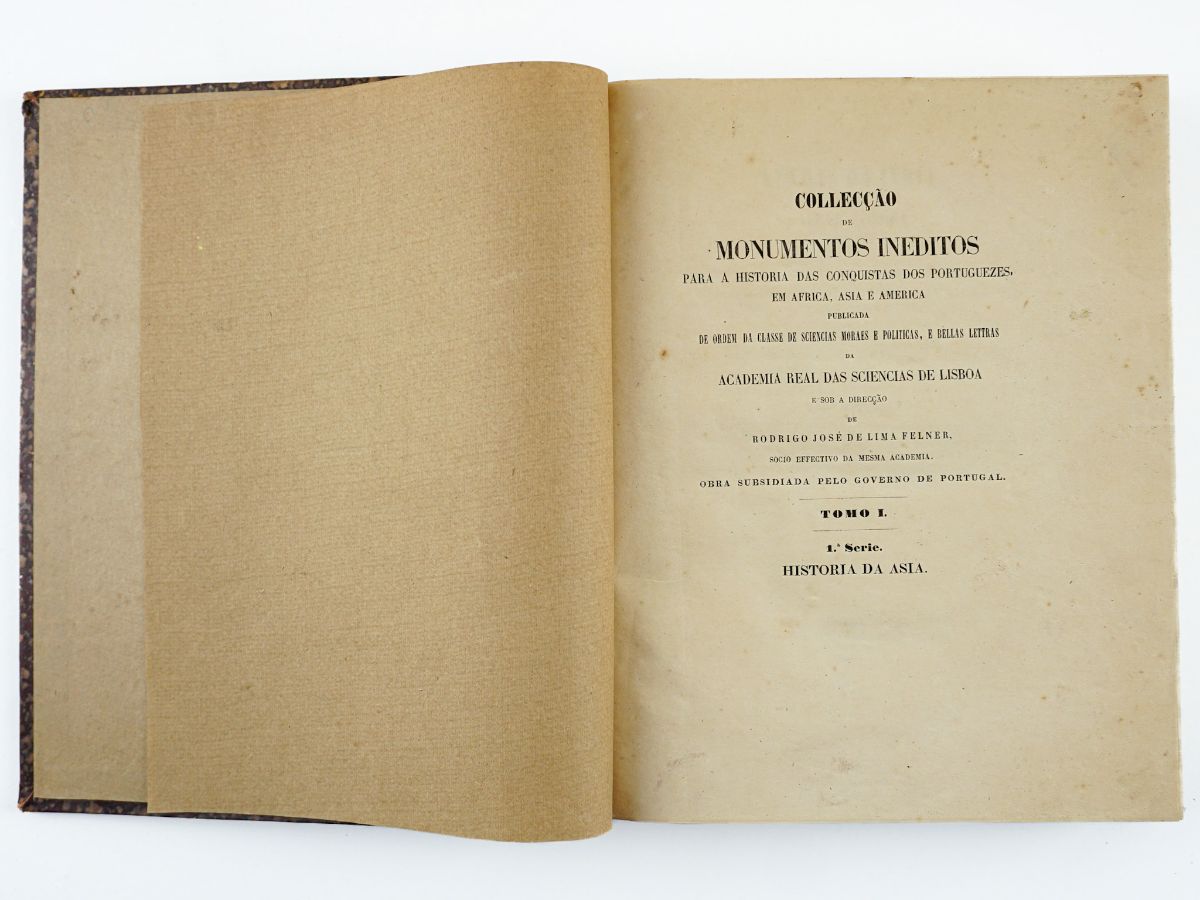 COLLECÇÃO
DE
MONUMENTOS INEDITOS
PARA A HISTORIA DAS CONQUISTAS DOS PORTUGUEZES,
EM AFRICA, ASIA E AMERICA
PUBLICADA
DE ORDEM DA CLASSE DE SCIENCIAS MORAES E POLITICAS, E BELLAS LETTRAS
DA
ACADEMIA REAL DAS SCIENCIAS DE LISBOA
E SOB A DIRECÇÃO
DE
RODRIGO JOSÉ DE LIMA FELNER,
SOCIO EFFECTIVO DA MESMA ACADEMIA.
OBRA SUBSIDIADA PELO GOVERNO DE PORTUGAL.
TOMO I.
1.ª Serie.
HISTORIA DA ASIA.